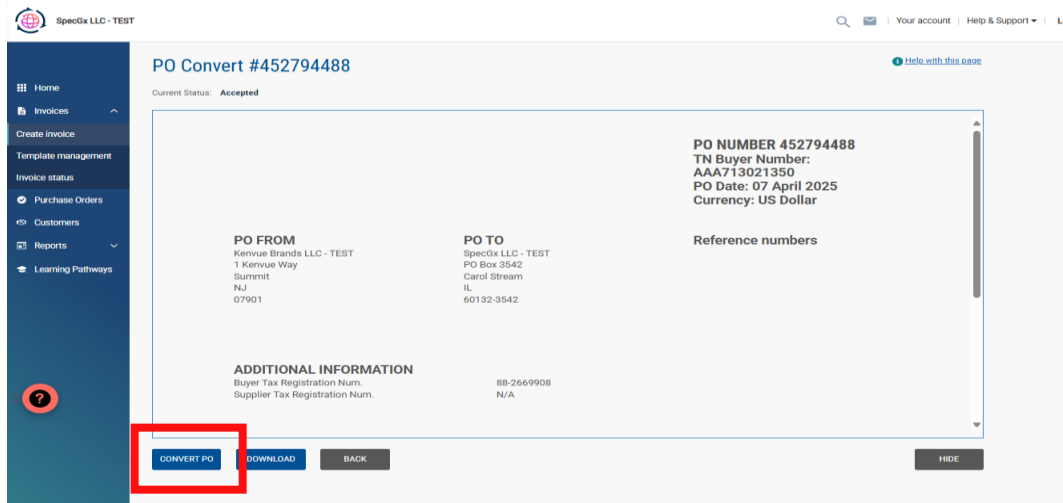 SpecGx LLC - TEST
Your account
Help & Support
PO Convert #452794488
Help with this page
Current Status: Accepted
Home
Invoices
Create invoice
Template management
Invoice status
Purchase Orders
Customers
Reports
Learning Pathways
PO NUMBER 452794488
TN Buyer Number:
AAA713021350
PO Date: 07 April 2025
Currency: US Dollar
PO FROM
Kenvue Brands LLC - TEST
1 Kenvue Way
Summit
NJ
07901
PO TO
SpecGx LLC - TEST
PO Box 3542
Carol Stream
IL
60132-3542
Reference numbers
ADDITIONAL INFORMATION
Buyer Tax Registration Num. 88-2669908
Supplier Tax Registration Num. N/A
?
CONVERT PO
DOWNLOAD
BACK
HIDE